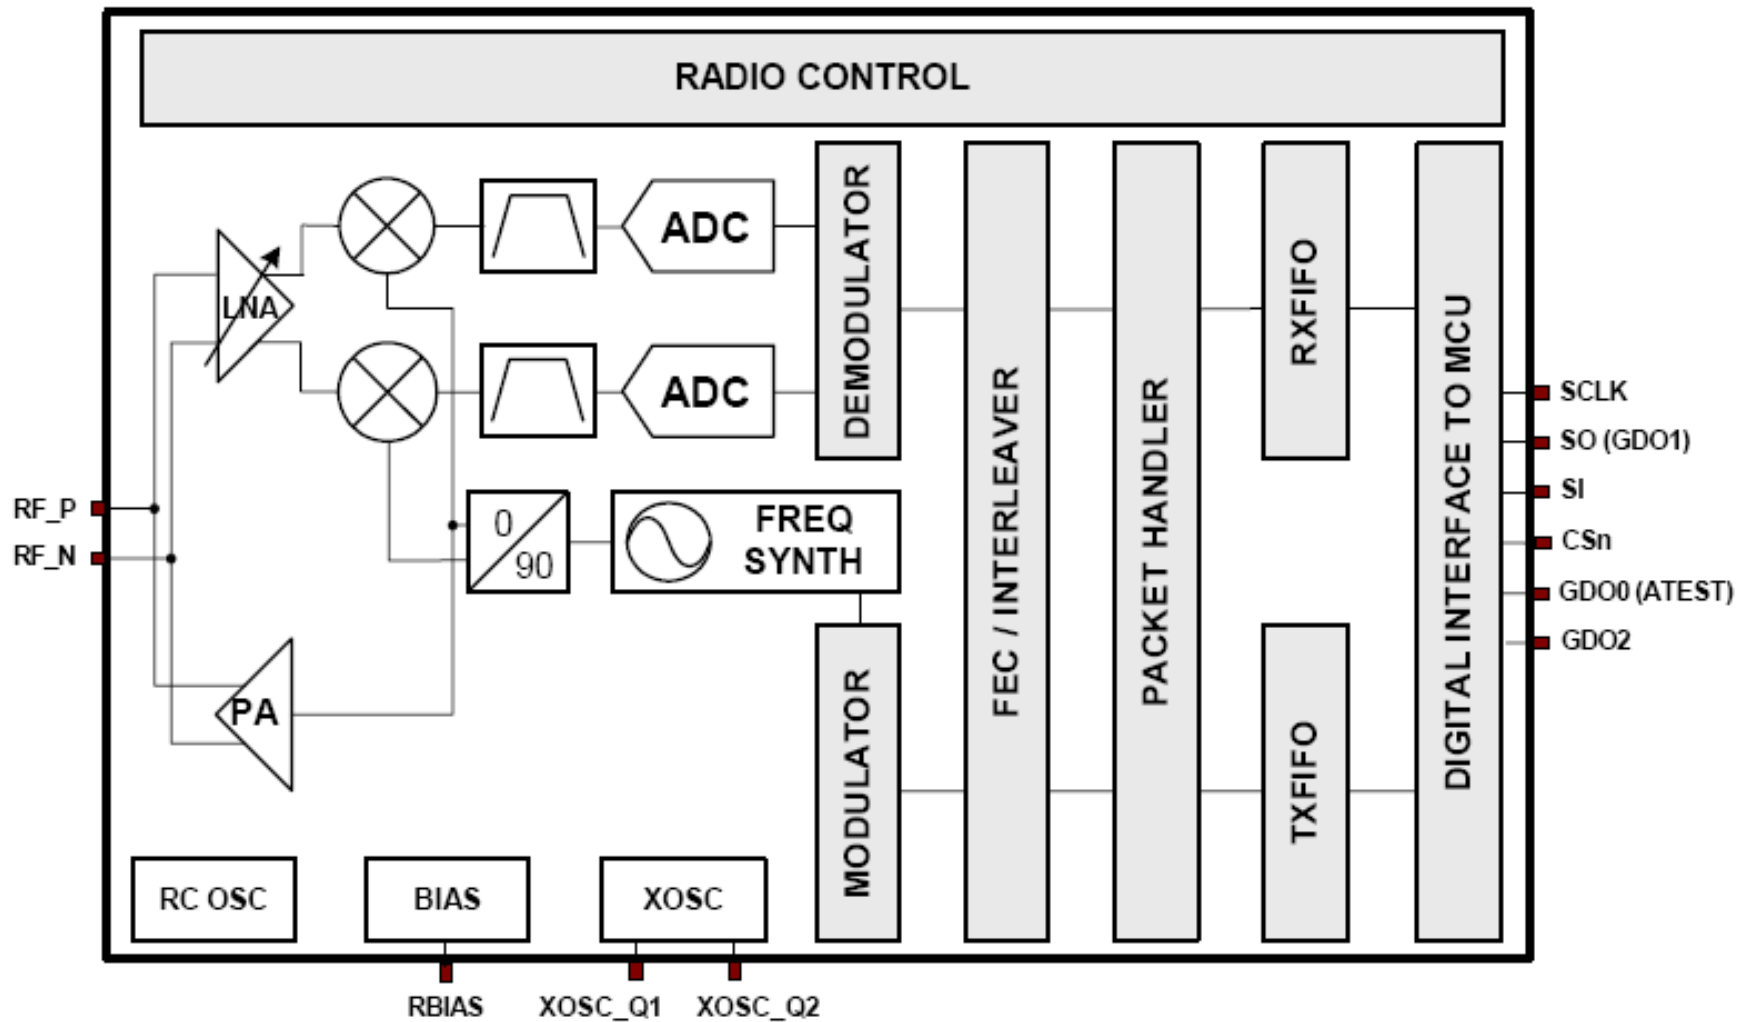 RADIO CONTROL
LNA
ADC
ADC
DEMODULATOR
FEC / INTERLEAVER
PACKET HANDLER
RXFIFO
DIGITAL INTERFACE TO MCU
SCLK
SO (GDO1)
SI
CSn
GDO0 (ATEST)
GDO2
RF_P
RF_N
0
90
FREQ
SYNTH
PA
MODULATOR
TXFIFO
RC OSC
BIAS
XOSC
RBIAS
XOSC_Q1
XOSC_Q2